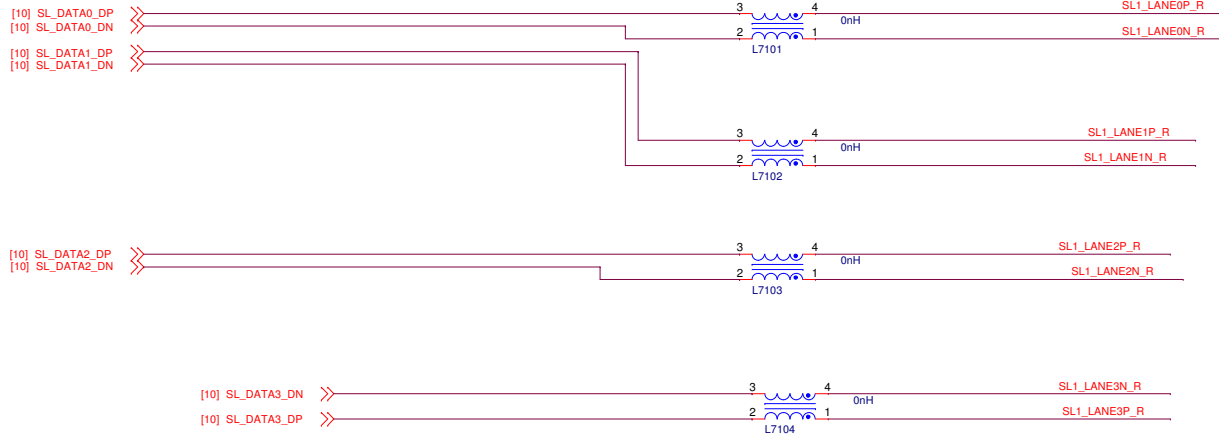 [10] SL_DATA0_DP 3 4 SL1_LANE0P_R
0nH
[10] SL_DATA0_DN 2 1 SL1_LANE0N_R
L7101
[10] SL_DATA1_DP
[10] SL_DATA1_DN
3 4 SL1_LANE1P_R
0nH
2 1 SL1_LANE1N_R
L7102
[10] SL_DATA2_DP 3 4 SL1_LANE2P_R
0nH
[10] SL_DATA2_DN 2 1 SL1_LANE2N_R
L7103
[10] SL_DATA3_DN 3 4 SL1_LANE3N_R
0nH
[10] SL_DATA3_DP 2 1 SL1_LANE3P_R
L7104